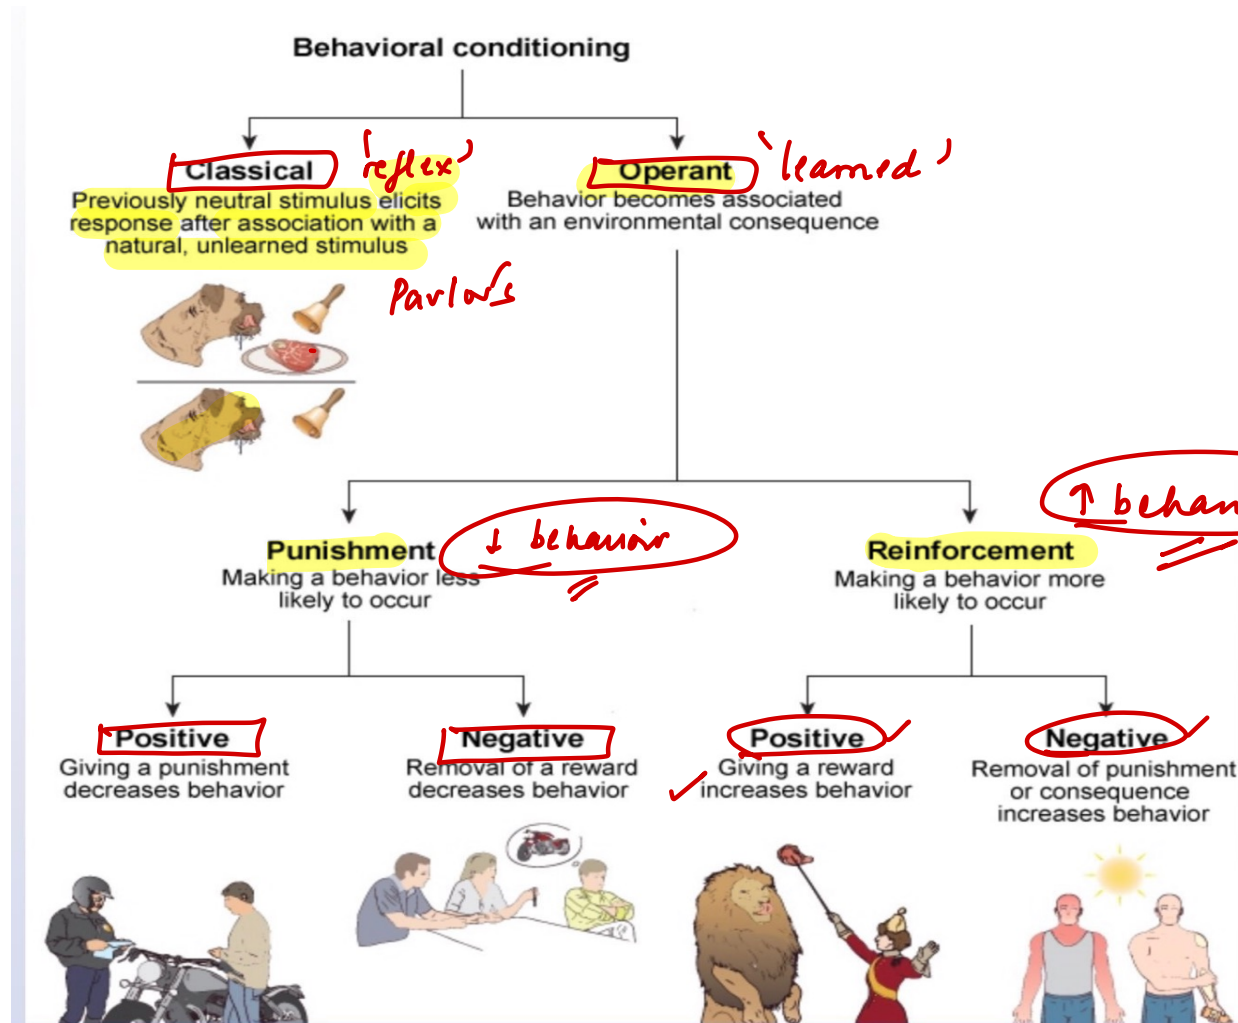 Behavioral conditioning
Classical
'reflex'
Previously neutral stimulus elicits
response after association with a
natural, unlearned stimulus
Operant
'learned'
Behavior becomes associated
with an environmental consequence
Punishment
↓ behaviour
Making a behavior less
likely to occur
Reinforcement
↑
Making a behavior more
likely to occur
Positive
Giving a punishment
decreases behavior
Negative
Removal of a reward
decreases behavior
Positive
Giving a reward
increases behavior
Negative
Removal of punishment
or consequence
increases behavior